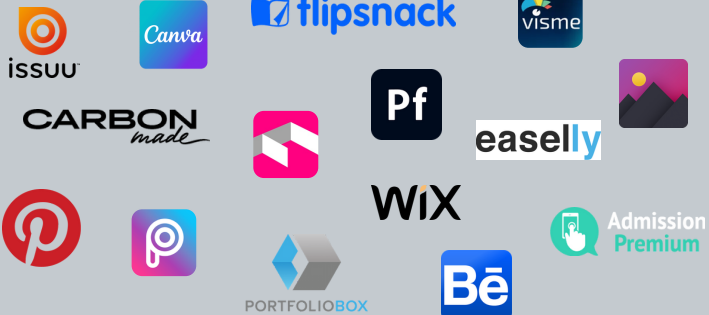 flipsnack
visme
Canva
issuu
CARBON
made
Pf
easelly
WiX
Admission
Premium
PORTFOLIOBOX
Bē